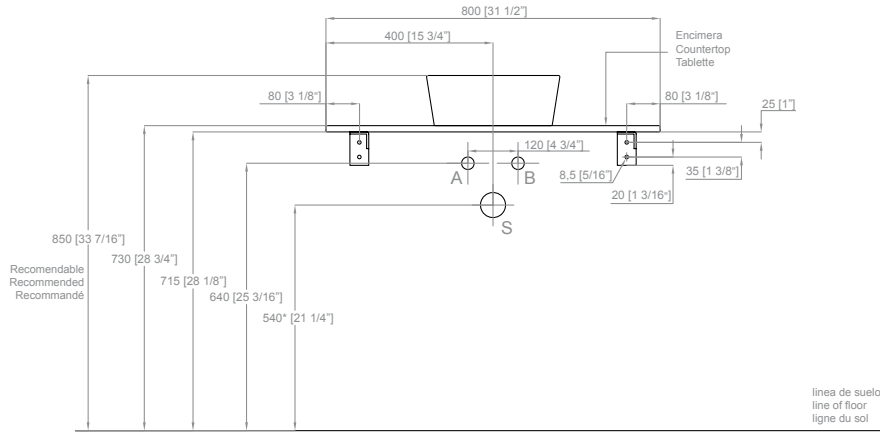 800 [31 1/2"]
400 [15 3/4"]
Encimera
Countertop
Tablette
80 [3 1/8"]
80 [3 1/8"]
25 [1"]
120 [4 3/4"]
A
B
8,5 [5/16"]
35 [1 3/8"]
20 [1 3/16"]
S
850 [33 7/16"]
730 [28 3/4"]
715 [28 1/8"]
640 [25 3/16"]
540* [21 1/4"]
Recomendable
Recommended
Recommandé
linea de suelo
line of floor
ligne du sol